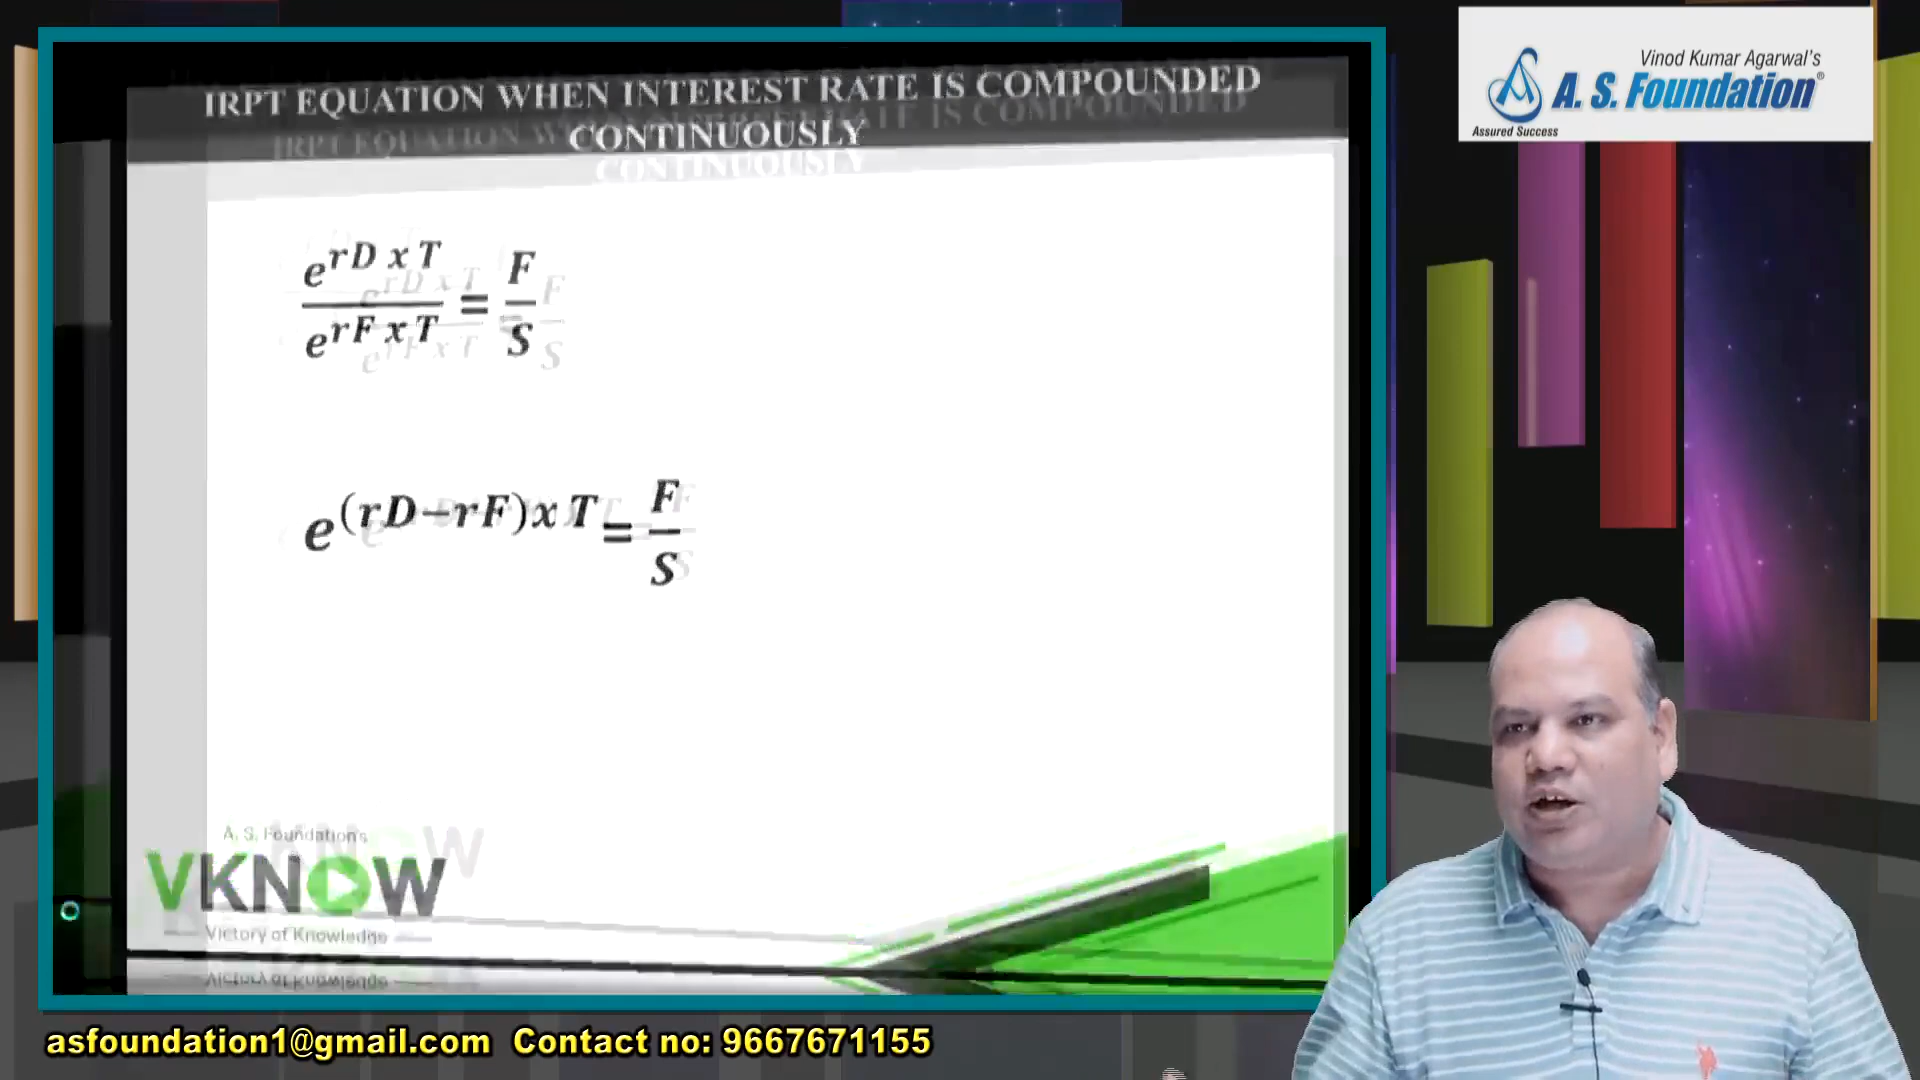 IRPT EQUATION WHEN INTEREST RATE IS COMPOUNDED
CONTINUOUSLY
e^{rD x T} / e^{rF x T} = F / S
e^{(rD−rF)x T} = F / S
A. S. Foundation's
VKNOW
Victory of Knowledge
Vinod Kumar Agarwal's
A. S. Foundation®
Assured Success
asfoundation1@gmail.com Contact no: 9667671155